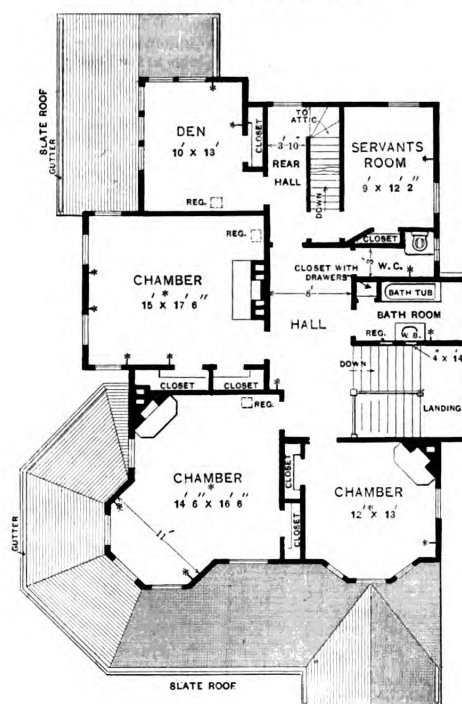 SLATE ROOF
GUTTER
DEN
10' X 13'
REG.
CLOSET
TO
ATTIC.
3'-10"
REAR
HALL
DOWN
SERVANTS
ROOM
9' X 12' 2"
CLOSET
W. C.
3'
CHAMBER
15' X 17' 6"
REG.
CLOSET WITH
DRAWERS
8'
HALL
BATH TUB
BATH ROOM
REG.
W.B.
4" X 14
DOWN
LANDING
CLOSET
CLOSET
REG.
CHAMBER
14' 6" X 16' 6"
11'
CLOSET
CLOSET
CHAMBER
12' X 13'
GUTTER
SLATE ROOF.